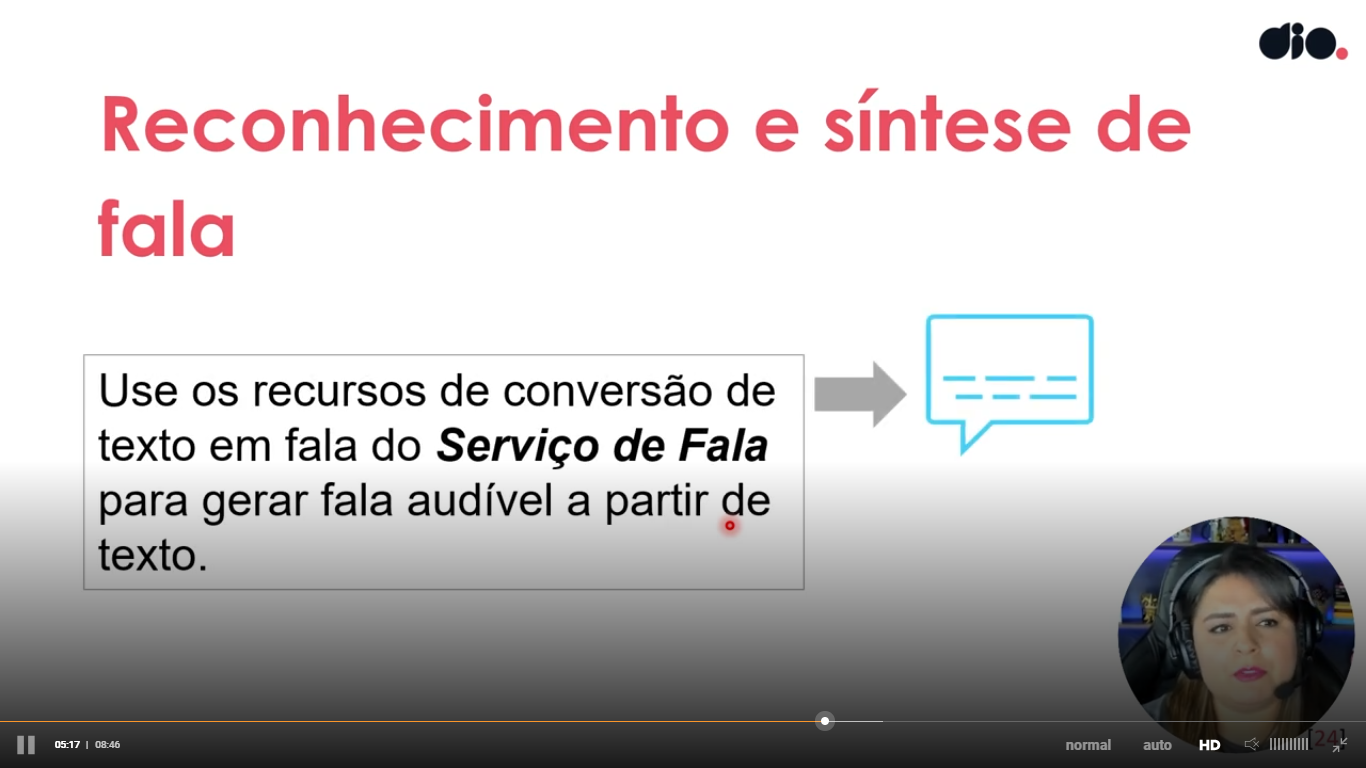 dio.
Reconhecimento e síntese de
fala
Use os recursos de conversão de
texto em fala do Serviço de Fala
para gerar fala audível a partir de
texto.
[24]
05:17 | 08:46
normal
auto
HD